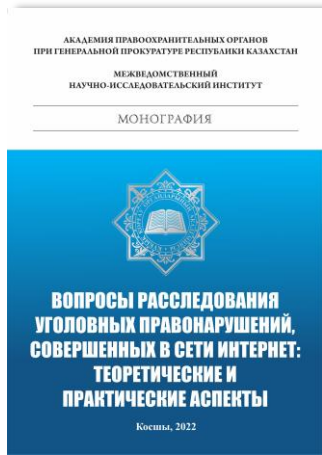 АКАДЕМИЯ ПРАВООХРАНИТЕЛЬНЫХ ОРГАНОВ
ПРИ ГЕНЕРАЛЬНОЙ ПРОКУРАТУРЕ РЕСПУБЛИКИ КАЗАХСТАН
МЕЖВЕДОМСТВЕННЫЙ
НАУЧНО-ИССЛЕДОВАТЕЛЬСКИЙ ИНСТИТУТ
МОНОГРАФИЯ
ВОПРОСЫ РАССЛЕДОВАНИЯ
УГОЛОВНЫХ ПРАВОНАРУШЕНИЙ,
СОВЕРШЕННЫХ В СЕТИ ИНТЕРНЕТ:
ТЕОРЕТИЧЕСКИЕ И
ПРАКТИЧЕСКИЕ АСПЕКТЫ
Косшы, 2022